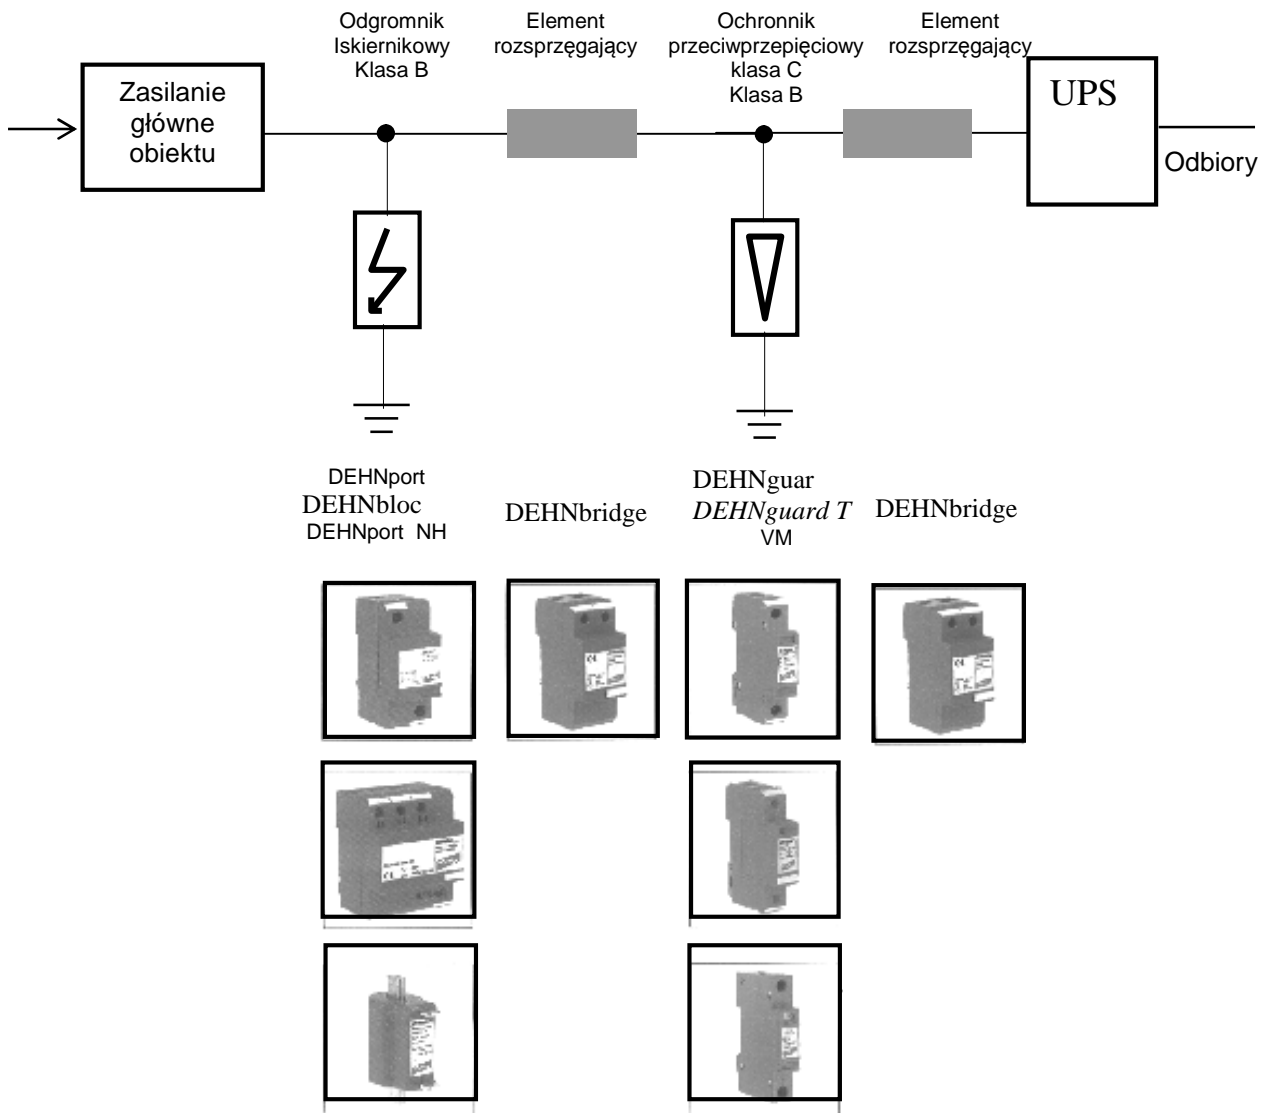 Odgromnik
Iskiernikowy
Klasa B
Element
rozsprzęgający
Ochronnik
przeciwprzepięciowy
klasa C
Klasa B
Element
rozsprzęgający
Zasilanie
główne
obiektu
UPS
Odbiory
DEHNport
DEHNbloc
DEHNport NH
DEHNbridge
DEHNguar
DEHNguard T
VM
DEHNbridge